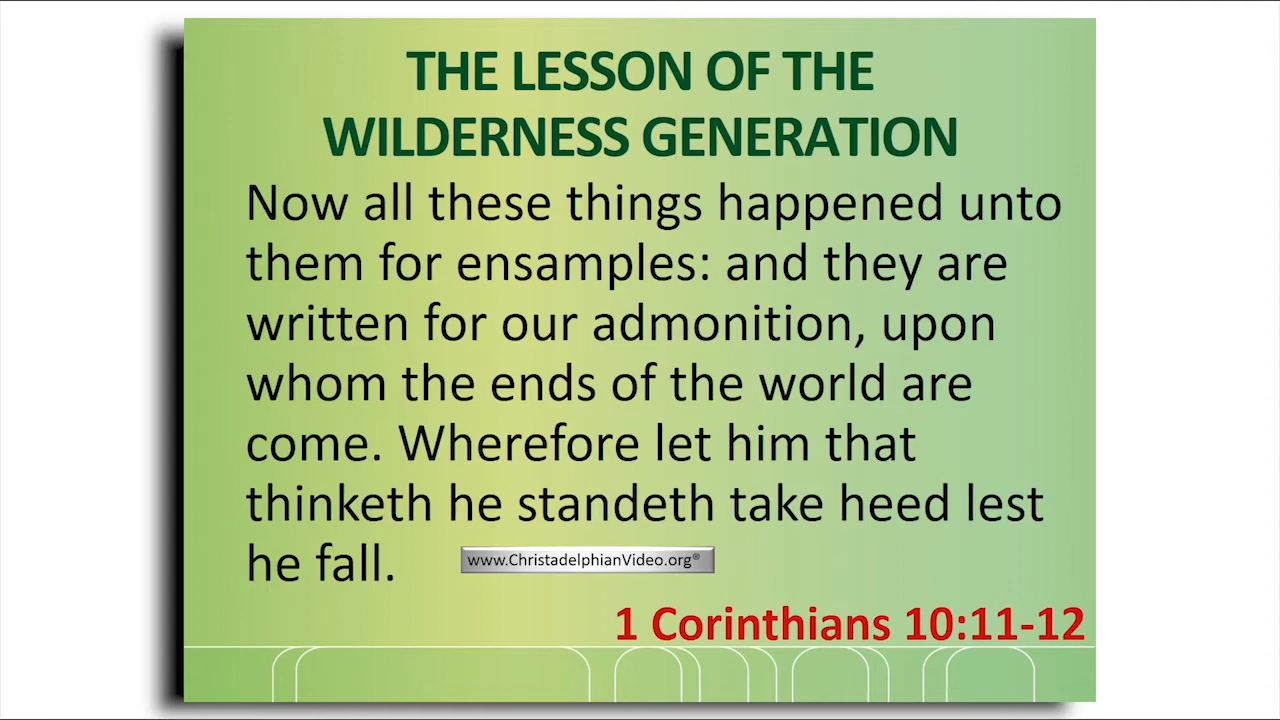 THE LESSON OF THE
WILDERNESS GENERATION
Now all these things happened unto
them for ensamples: and they are
written for our admonition, upon
whom the ends of the world are
come. Wherefore let him that
thinketh he standeth take heed lest
he fall.
www.ChristadelphianVideo.org®
1 Corinthians 10:11-12